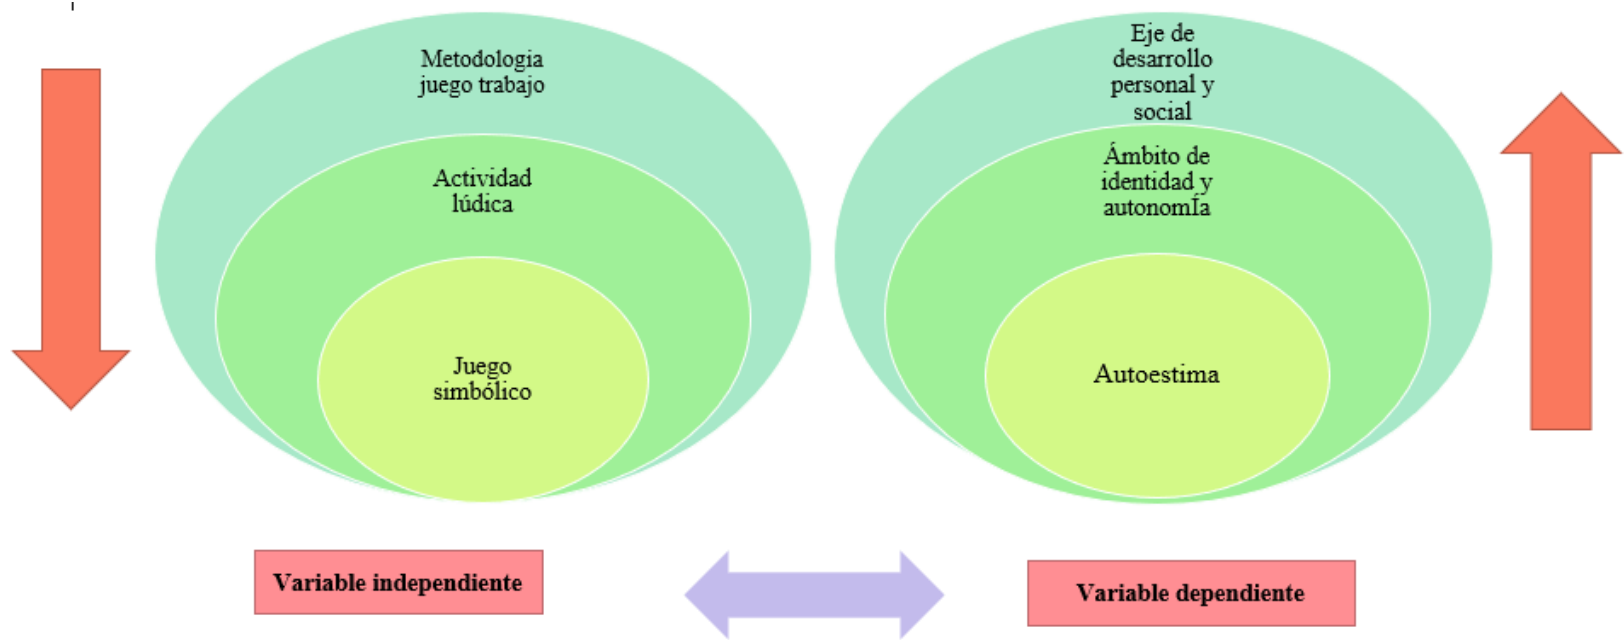 Metodologia
juego trabajo
Actividad
lúdica
Juego
simbólico
Eje de
desarrollo
personal y
social
Ámbito de
identidad y
autonomÍa
Autoestima
Variable independiente
Variable dependiente